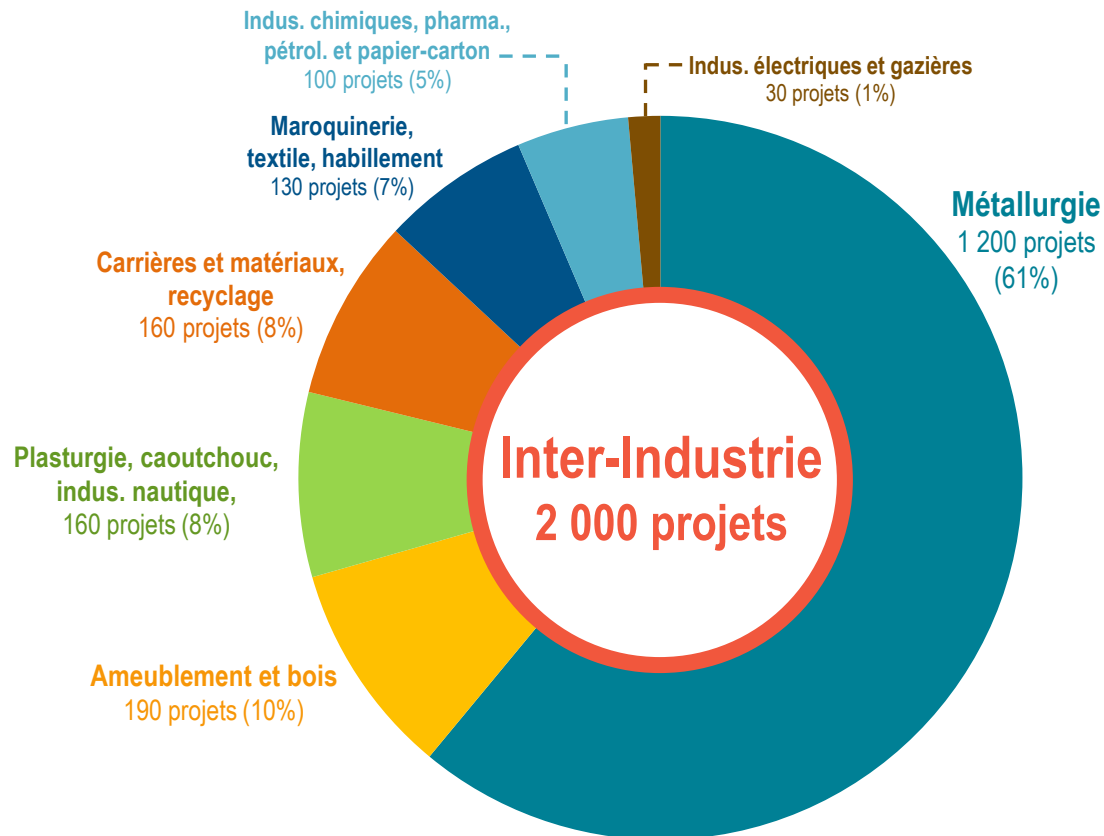 Indus. chimiques, pharma.,
pétrol. et papier-carton
100 projets (5%)
Indus. électriques et gazières
30 projets (1%)
Maroquinerie,
textile, habillement
130 projets (7%)
Métallurgie
1 200 projets
(61%)
Carrières et matériaux,
recyclage
160 projets (8%)
Inter-Industrie
2 000 projets
Plasturgie, caoutchouc,
indus. nautique,
160 projets (8%)
Ameublement et bois
190 projets (10%)